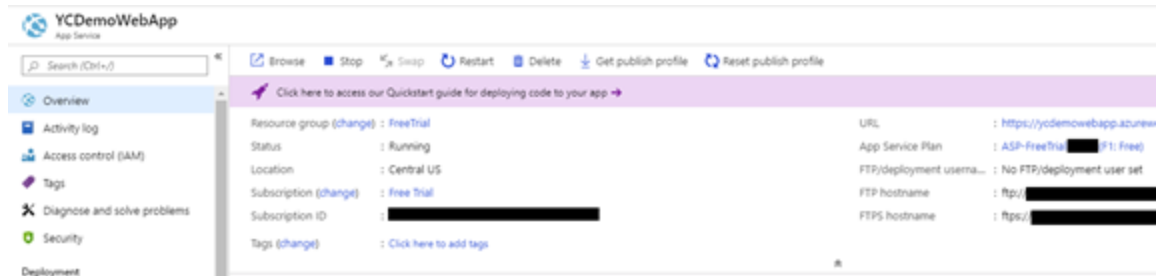 YCDemoWebApp
App Service
Search (Ctrl+/)
«
Browse Stop Swap Restart Delete Get publish profile Reset publish profile
Click here to access our Quickstart guide for deploying code to your app →
Overview
Activity log
Access control (IAM)
Tags
Diagnose and solve problems
Security
Deployment
Resource group (change) : FreeTrial
Status : Running
Location : Central US
Subscription (change) : Free Trial
Subscription ID :
Tags (change) : Click here to add tags
URL : https://ycdemowebapp.azurew
App Service Plan : ASP-FreeTrial (F1: Free)
FTP/deployment userna... : No FTP/deployment user set
FTP hostname : ftp://
FTPS hostname : ftps://